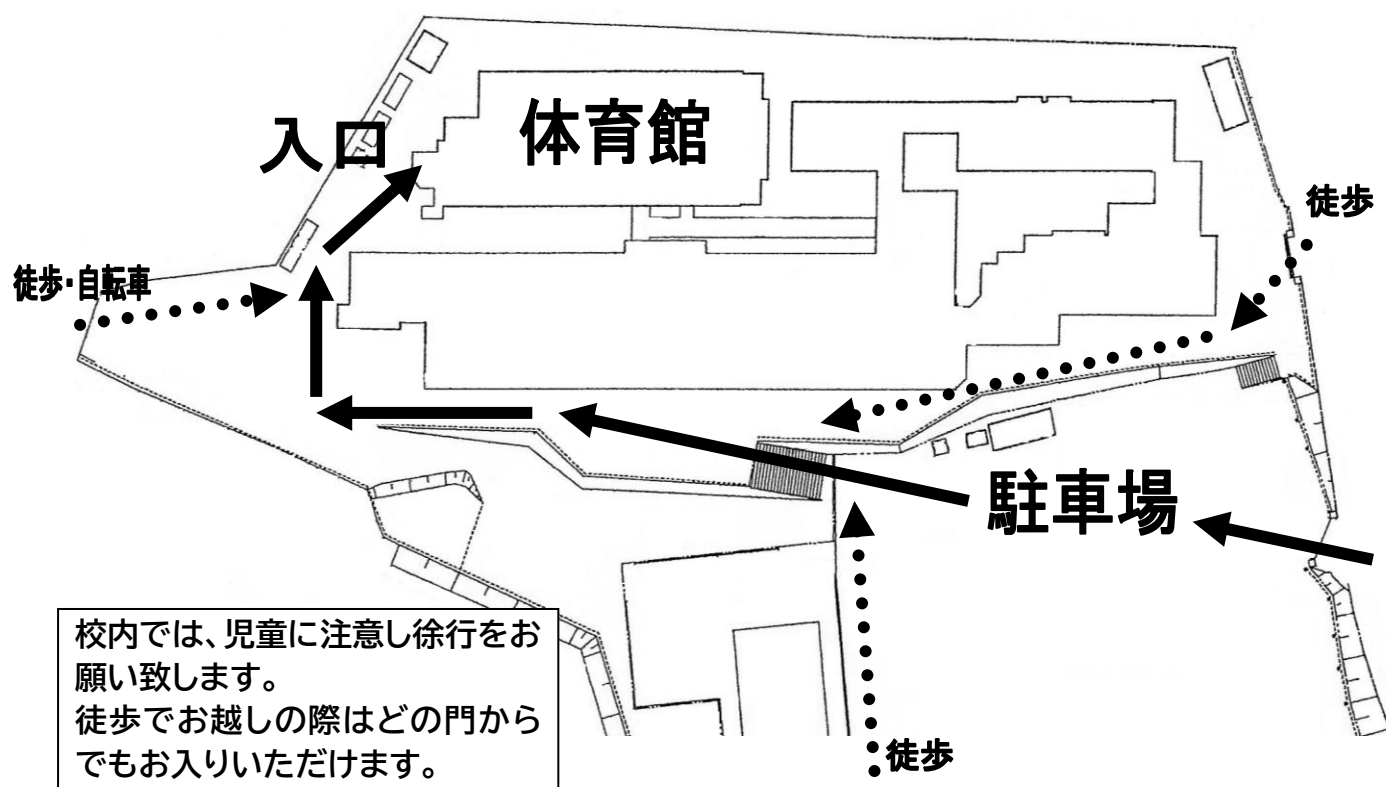 体育館
入口
徒歩
徒歩・自転車
駐車場
校内では、児童に注意し徐行をお
願い致します。
徒歩でお越しの際はどの門から
でもお入りいただけます。
徒歩